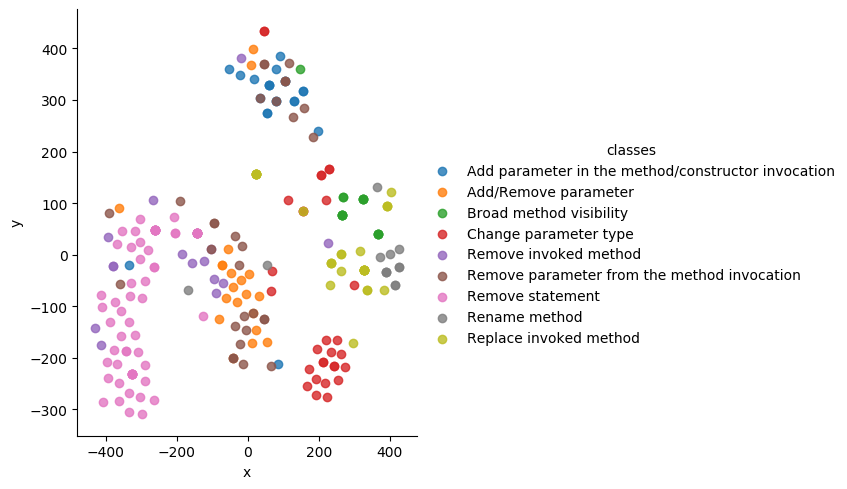 400
300
200
100
0
−100
−200
−300
y
−400
−200
0
200
400
x
classes
Add parameter in the method/constructor invocation
Add/Remove parameter
Broad method visibility
Change parameter type
Remove invoked method
Remove parameter from the method invocation
Remove statement
Rename method
Replace invoked method